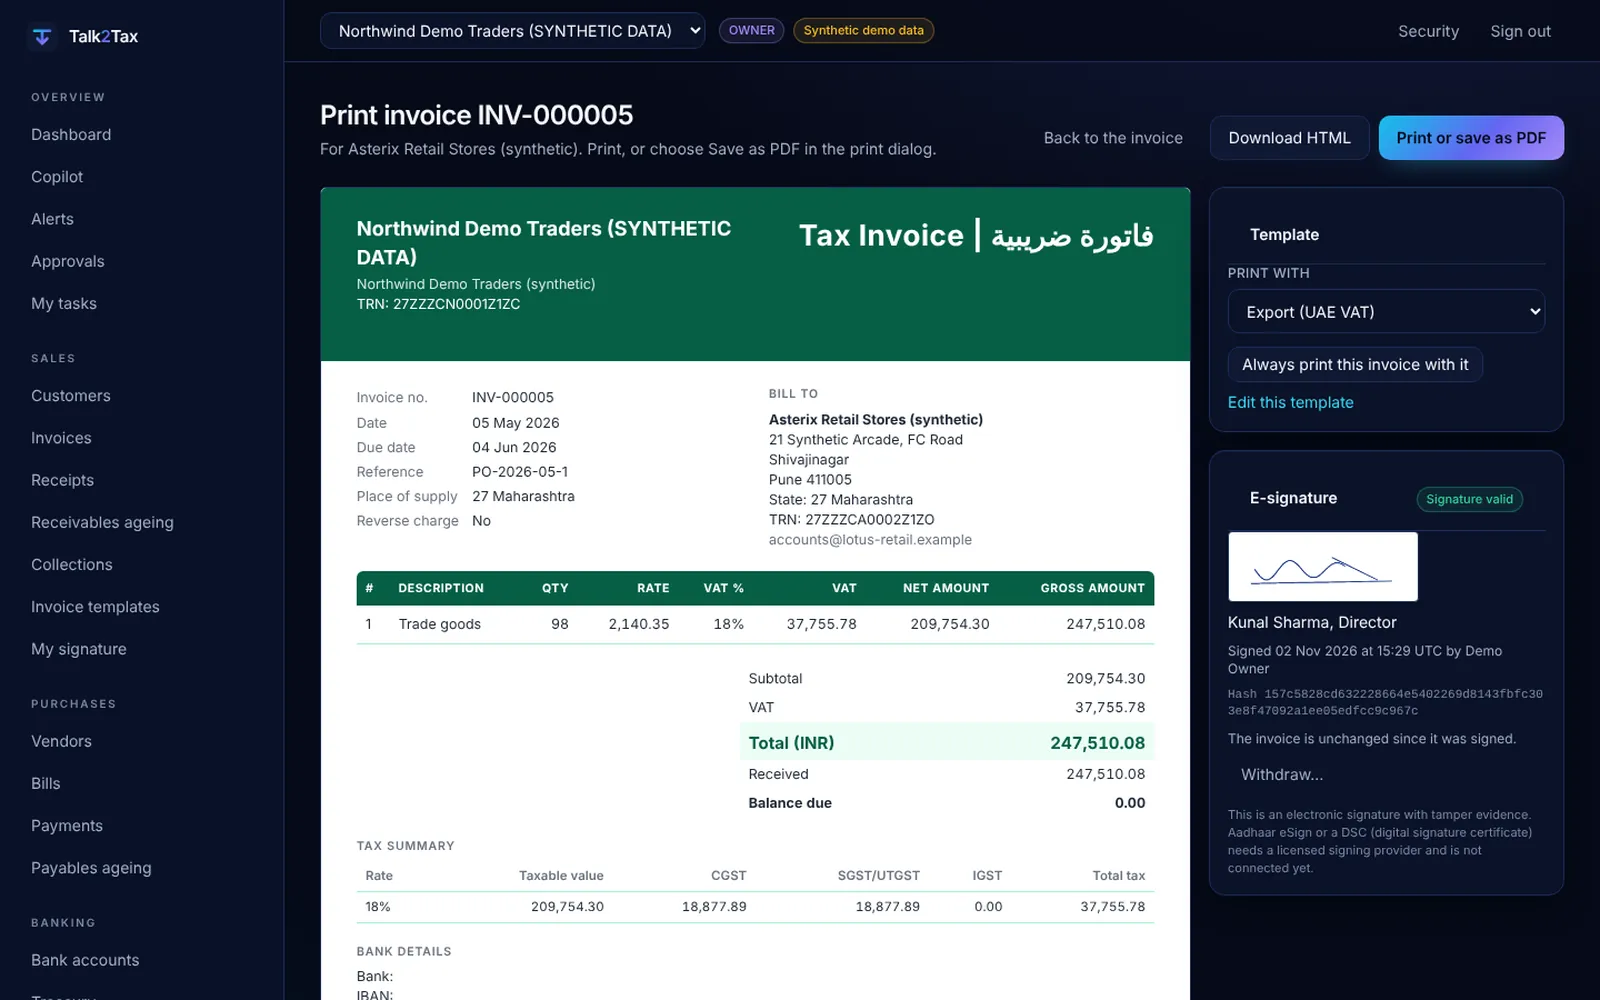 Talk2Tax
OVERVIEW
Dashboard
Copilot
Alerts
Approvals
My tasks
SALES
Customers
Invoices
Receipts
Receivables ageing
Collections
Invoice templates
My signature
PURCHASES
Vendors
Bills
Payments
Payables ageing
BANKING
Bank accounts
Treasury
Northwind Demo Traders (SYNTHETIC DATA)
OWNER
Synthetic demo data
Security
Sign out
Print invoice INV-000005
For Asterix Retail Stores (synthetic). Print, or choose Save as PDF in the print dialog.
Back to the invoice
Download HTML
Print or save as PDF
Northwind Demo Traders (SYNTHETIC
DATA)
Northwind Demo Traders (synthetic)
TRN: 27ZZZCN0001Z1ZC
Tax Invoice | فاتورة ضريبية
Invoice no. INV-000005
Date 05 May 2026
Due date 04 Jun 2026
Reference PO-2026-05-1
Place of supply 27 Maharashtra
Reverse charge No
BILL TO
Asterix Retail Stores (synthetic)
21 Synthetic Arcade, FC Road
Shivajinagar
Pune 411005
State: 27 Maharashtra
TRN: 27ZZZCA0002Z1ZO
accounts@lotus-retail.example
# DESCRIPTION QTY RATE VAT % VAT NET AMOUNT GROSS AMOUNT
1 Trade goods 98 2,140.35 18% 37,755.78 209,754.30 247,510.08
Subtotal 209,754.30
VAT 37,755.78
Total (INR) 247,510.08
Received 247,510.08
Balance due 0.00
TAX SUMMARY
Rate Taxable value CGST SGST/UTGST IGST Total tax
18% 209,754.30 18,877.89 18,877.89 0.00 37,755.78
BANK DETAILS
Bank:
IBAN:
Template
PRINT WITH
Export (UAE VAT)
Always print this invoice with it
Edit this template
E-signature
Signature valid
Kunal Sharma, Director
Signed 02 Nov 2026 at 15:29 UTC by Demo
Owner
Hash 157c5828cd632228664e5402269d8143fbfc30
3e8f47092a1ee05edfcc9c967c
The invoice is unchanged since it was signed.
Withdraw...
This is an electronic signature with tamper evidence.
Aadhaar eSign or a DSC (digital signature certificate)
needs a licensed signing provider and is not
connected yet.